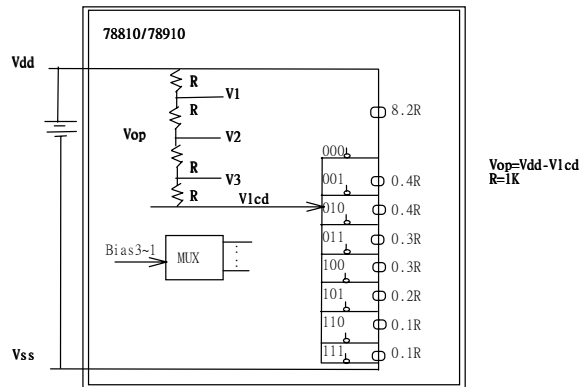 78810/78910
Vdd
R
V1
R
8.2R
Vop
V2
000
Vop=Vdd-Vlcd
R
V3
001
0.4R
R=1K
R
Vlcd
010
0.4R
011
0.3R
Bias3~1
MUX
100
0.3R
101
0.2R
110
0.1R
Vss
111
0.1R